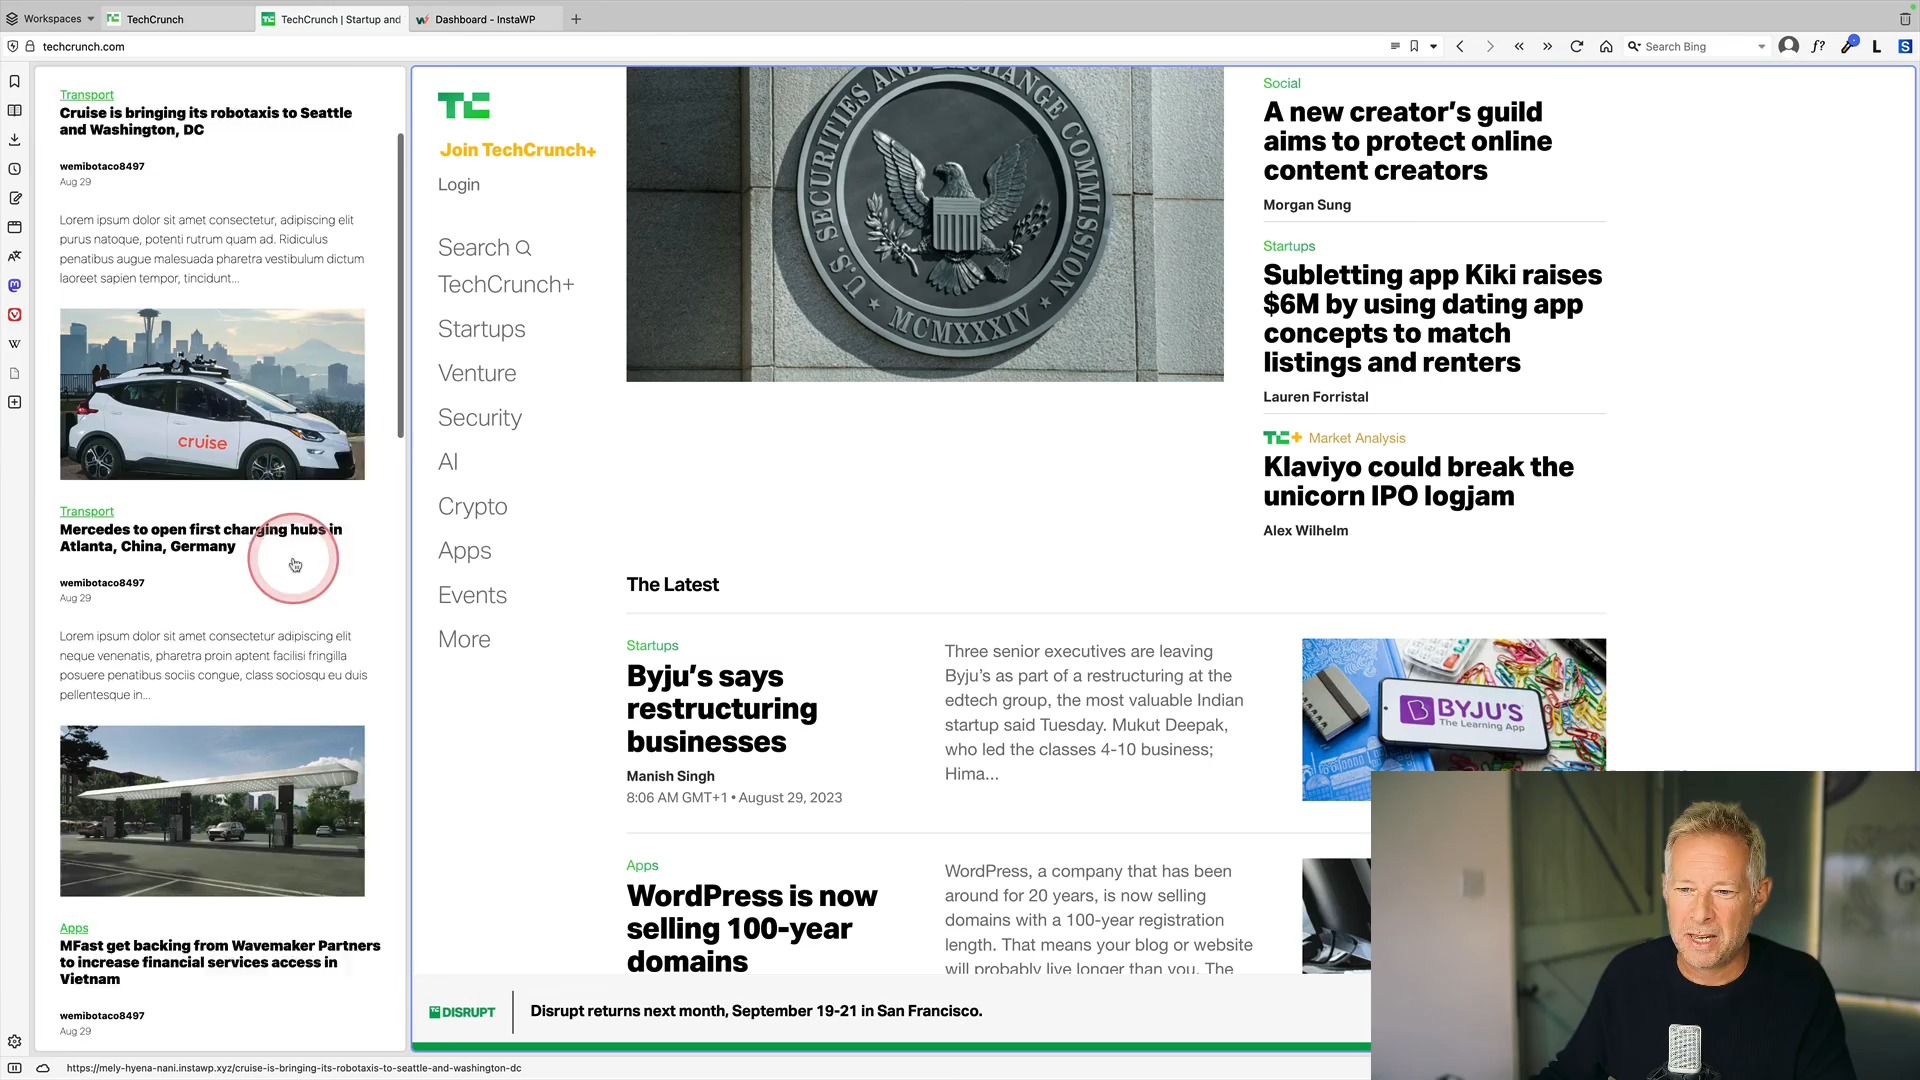 Workspaces
TechCrunch
TechCrunch | Startup and
Dashboard - InstaWP
techcrunch.com
Search Bing
Transport
Cruise is bringing its robotaxis to Seattle
and Washington, DC
wemibotaco8497
Aug 29
Lorem ipsum dolor sit amet consectetur, adipiscing elit
purus natoque, potenti rutrum quam ad. Ridiculus
penatibus augue malesuada pharetra vestibulum dictum
laoreet sapien tempor, tincidunt...
cruise
Transport
Mercedes to open first charging hubs in
Atlanta, China, Germany
wemibotaco8497
Aug 29
Lorem ipsum dolor sit amet consectetur adipiscing elit
neque venenatis, pharetra proin aptent facilisi fringilla
posuere penatibus sociis congue, class sociosqu eu duis
pellentesque in...
Apps
MFast get backing from Wavemaker Partners
to increase financial services access in
Vietnam
wemibotaco8497
Aug 29
TC
Join TechCrunch+
Login
Search
TechCrunch+
Startups
Venture
Security
AI
Crypto
Apps
Events
More
U.S. SECURITIES AND EXCHANGE COMMISSION
MCMXXXIV
Social
A new creator's guild
aims to protect online
content creators
Morgan Sung
Startups
Subletting app Kiki raises
$6M by using dating app
concepts to match
listings and renters
Lauren Forristal
TC+ Market Analysis
Klaviyo could break the
unicorn IPO logjam
Alex Wilhelm
The Latest
Startups
Byju's says
restructuring
businesses
Manish Singh
8:06 AM GMT+1 • August 29, 2023
Three senior executives are leaving
Byju's as part of a restructuring at the
edtech group, the most valuable Indian
startup said Tuesday. Mukut Deepak,
who led the classes 4-10 business;
Hima...
BYJU'S
The Learning App
Apps
WordPress is now
selling 100-year
domains
WordPress, a company that has been
around for 20 years, is now selling
domains with a 100-year registration
length. That means your blog or website
will probably live longer than you. The
TC DISRUPT
Disrupt returns next month, September 19-21 in San Francisco.
https://mely-hyena-nani.instawp.xyz/cruise-is-bringing-its-robotaxis-to-seattle-and-washington-dc